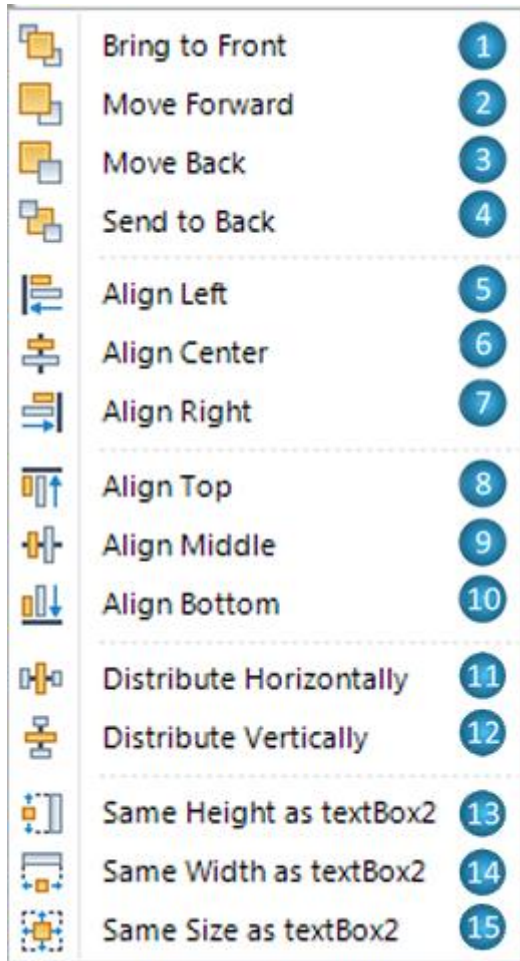 Bring to Front 1
Move Forward 2
Move Back 3
Send to Back 4
Align Left 5
Align Center 6
Align Right 7
Align Top 8
Align Middle 9
Align Bottom 10
Distribute Horizontally 11
Distribute Vertically 12
Same Height as textBox2 13
Same Width as textBox2 14
Same Size as textBox2 15